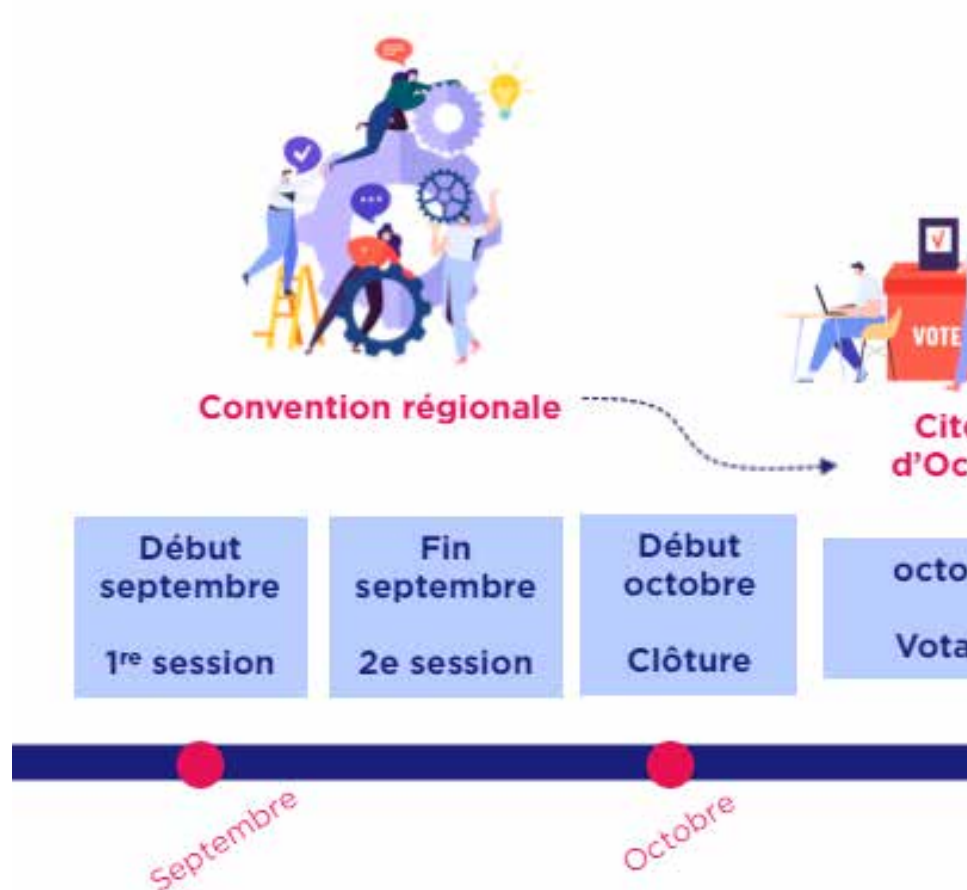 VOTE
Convention régionale
Début
septembre
1re session
Fin
septembre
2e session
Début
octobre
Clôture
Septembre
Octobre